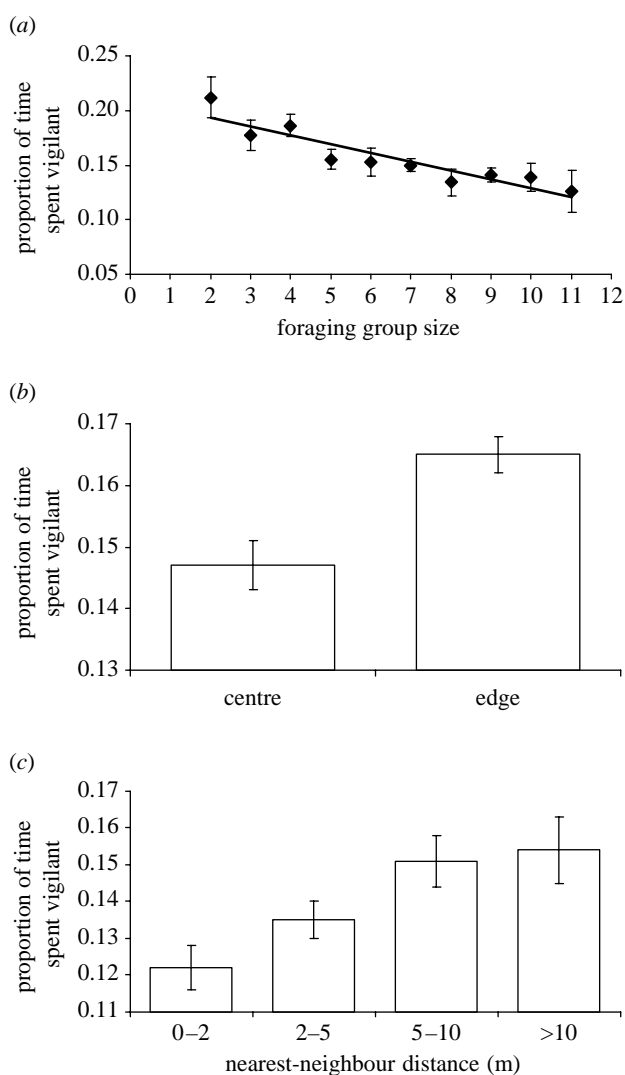 (a)
0.25
0.20
0.15
0.10
0.05
proportion of time
spent vigilant
0 1 2 3 4 5 6 7 8 9 10 11 12
foraging group size
(b)
0.17
0.16
0.15
0.14
0.13
proportion of time
spent vigilant
centre edge
(c)
0.17
0.16
0.15
0.14
0.13
0.12
0.11
proportion of time
spent vigilant
0–2 2–5 5–10 >10
nearest-neighbour distance (m)